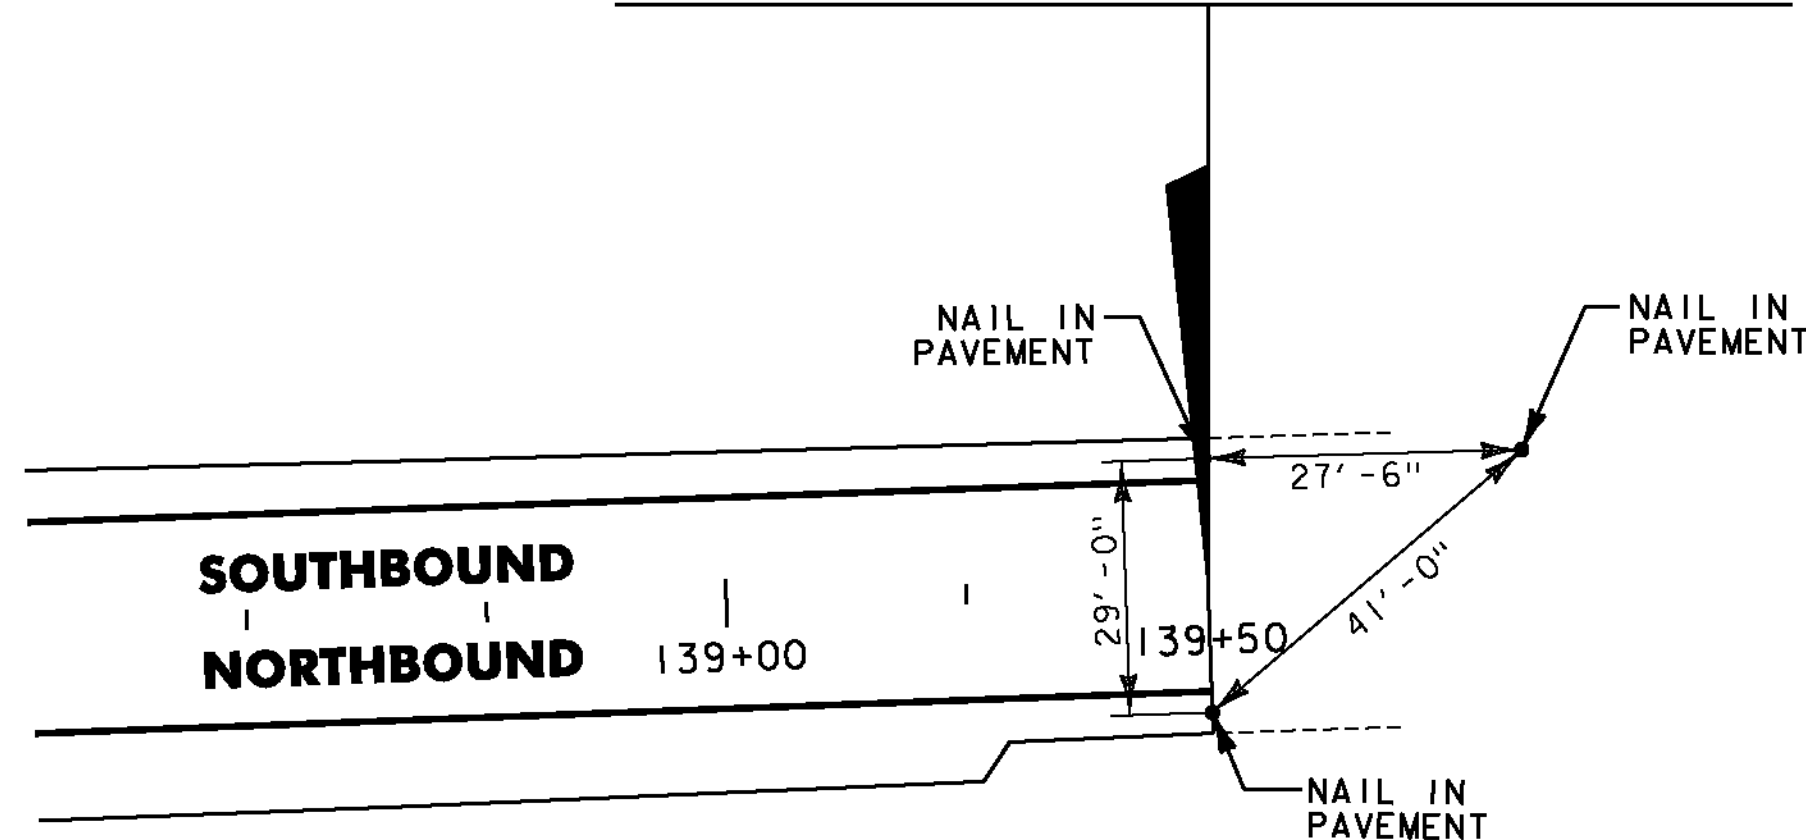 NAIL IN
PAVEMENT
NAIL IN
PAVEMENT
27'-6"
29'-0"
41'-0"
SOUTHBOUND
NORTHBOUND
139+00
139+50
NAIL IN
PAVEMENT